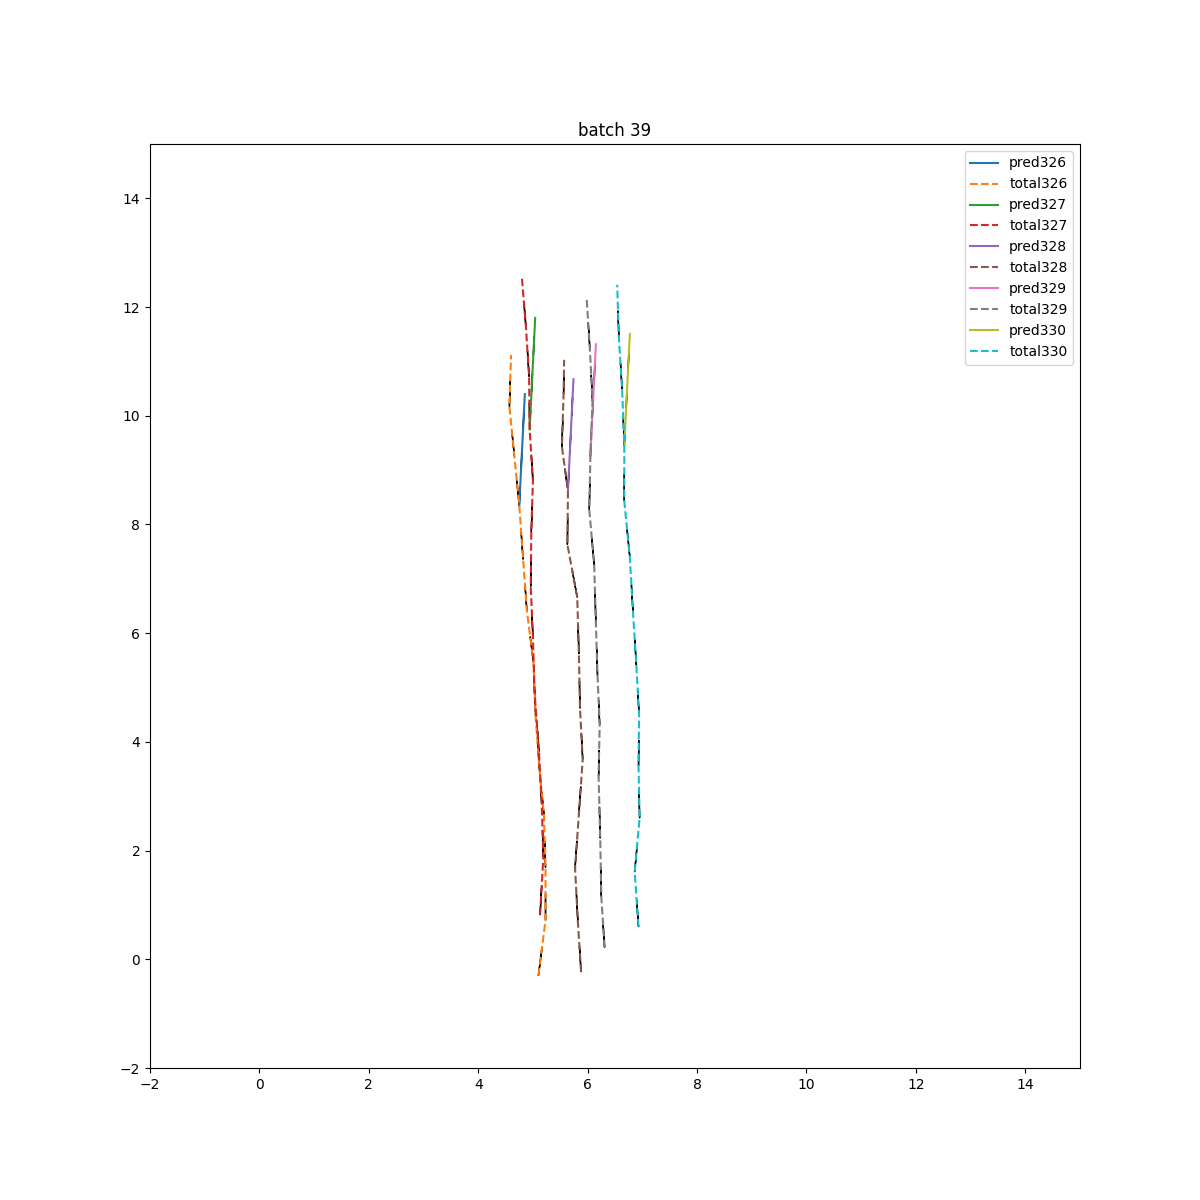 batch 39
pred326
total326
pred327
total327
pred328
total328
pred329
total329
pred330
total330
14
12
10
8
6
4
2
0
−2
−2 0 2 4 6 8 10 12 14